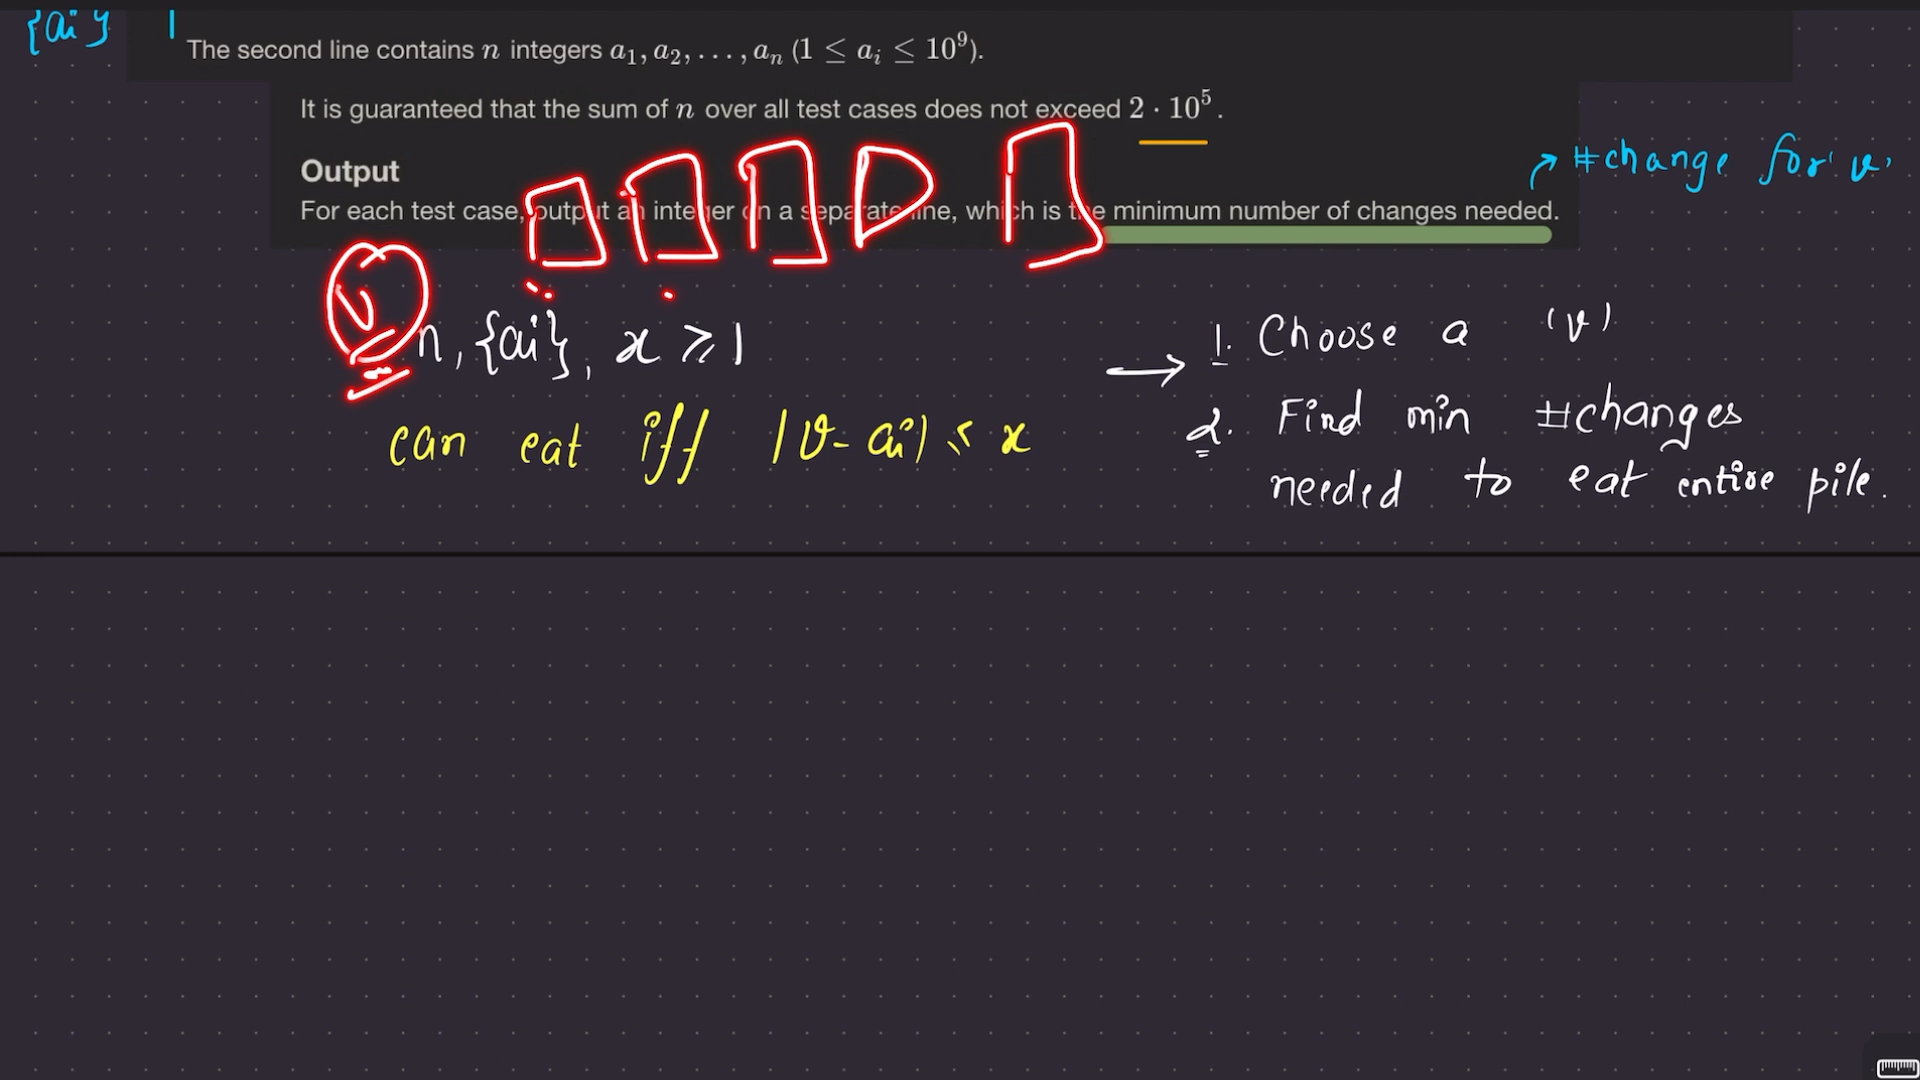 {ai}
The second line contains n integers a1, a2, . . . , an (1 ≤ ai ≤ 10^9).
It is guaranteed that the sum of n over all test cases does not exceed 2 · 10^5.
#change for v
Output
For each test case, output an integer on a separate line, which is the minimum number of changes needed.
v
n, {ai}, x ≥ 1
can eat iff |v - ai| ≤ x
→ 1. Choose a (v)
2. Find min #changes
needed to eat entire pile.